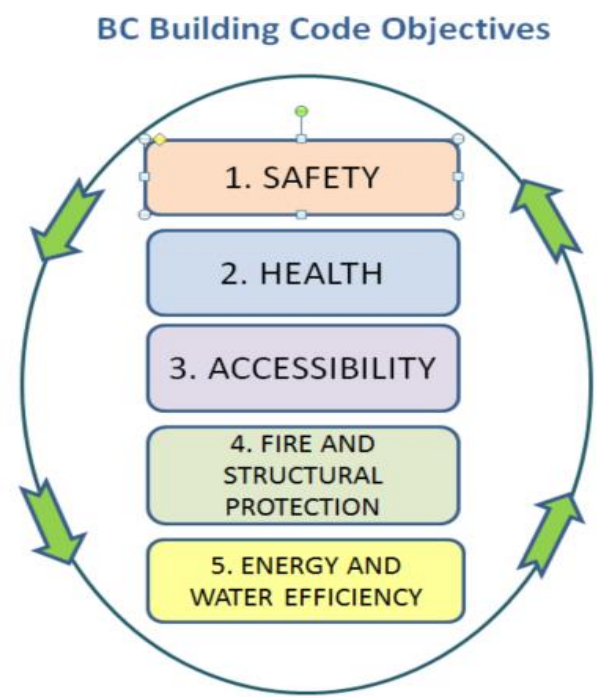 BC Building Code Objectives
1. SAFETY
2. HEALTH
3. ACCESSIBILITY
4. FIRE AND
STRUCTURAL
PROTECTION
5. ENERGY AND
WATER EFFICIENCY